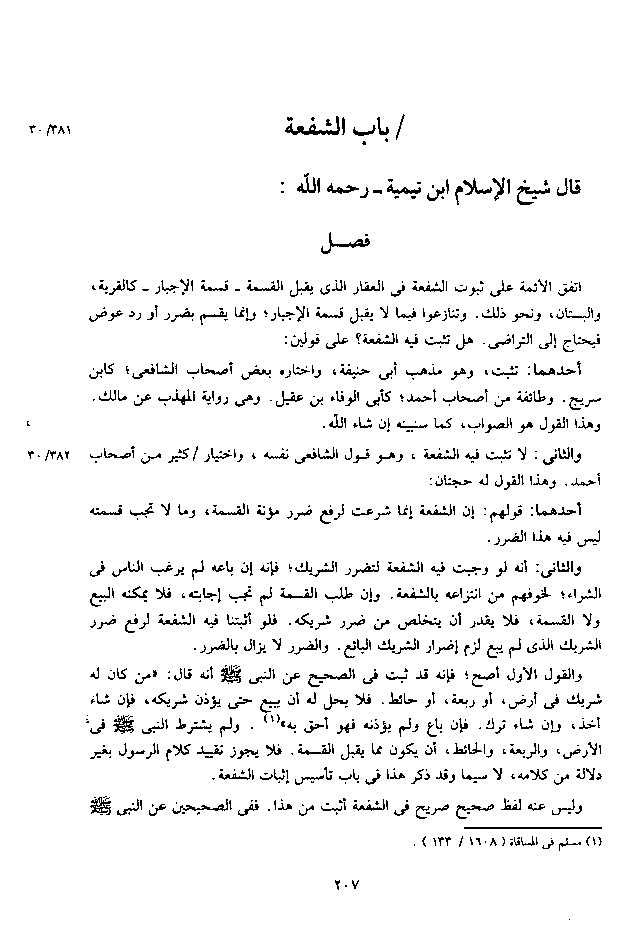 / باب الشفعة ٣٠/٣٨١
قال شيخ الإسلام ابن تيمية ـ رحمه الله :
فصـــل
اتفق الأئمة على ثبوت الشفعة فى العقار الذى يقبل القسمة ـ قسمة الإجبار ـ كالقرية،
والبستان، ونحو ذلك. وتنازعوا فيما لا يقبل قسمة الإجبار؛ وإنما يقسم بضرر أو رد عوض
فيحتاج إلى التراضى. هل تثبت فيه الشفعة؟ على قولين:
أحدهما: تثبت، وهو مذهب أبى حنيفة، واختاره بعض أصحاب الشافعى؛ كابن
سريج. وطائفة من أصحاب أحمد؛ كأبى الوفاء بن عقيل. وهى رواية المهذب عن مالك.
وهذا القول هو الصواب، كما سنبينه إن شاء الله.
والثانى: لا تثبت فيه الشفعة ، وهـو قـول الشافعى نفسه ، واختيار / كثير مـن أصحاب ٣٠/٣٨٢
أحمد. وهذا القول له حجتان:
أحدهما: قولهم: إن الشفعة إنما شرعت لرفع ضرر مؤنة القسمة، وما لا تجب قسمته
ليس فيه هذا الضرر.
والثانى: أنه لو وجبت فيه الشفعة لتضرر الشريك؛ فإنه إن باعه لم يرغب الناس فى
الشراء؛ لخوفهم من انتزاعه بالشفعة. وإن طلب القسمة لم تجب إجابته، فلا يمكنه البيع
ولا القسمة، فلا يقدر أن يتخلص من ضرر شريكه. فلو أثبتنا فيه الشفعة لرفع ضرر
الشريك الذى لم يبع لزم إضرار الشريك البائع. والضرر لا يزال بالضرر.
والقول الأول أصح؛ فإنه قد ثبت فى الصحيح عن النبى ﷺ أنه قال: «من كان له
شريك فى أرض، أو ربعة، أو حائط. فلا يحل له أن يبيع حتى يؤذن شريكه، فإن شاء
أخذ، وإن شاء ترك. فإن باع ولم يؤذنه فهو أحق به»(١) . ولم يشترط النبى ﷺ فى
الأرض، والربعة، والحائط، أن يكون مما يقبل القسمة. فلا يجوز تقييد كلام الرسول بغير
دلالة من كلامه، لا سيما وقد ذكر هذا فى باب تأسيس إثبات الشفعة.
وليس عنه لفظ صحيح صريح فى الشفعة أثبت من هذا. ففى الصحيحين عن النبى ﷺ
(١) مسلم فى المساقاة ( ١٦٠٨ / ١٣٣ ) .
٢٠٧